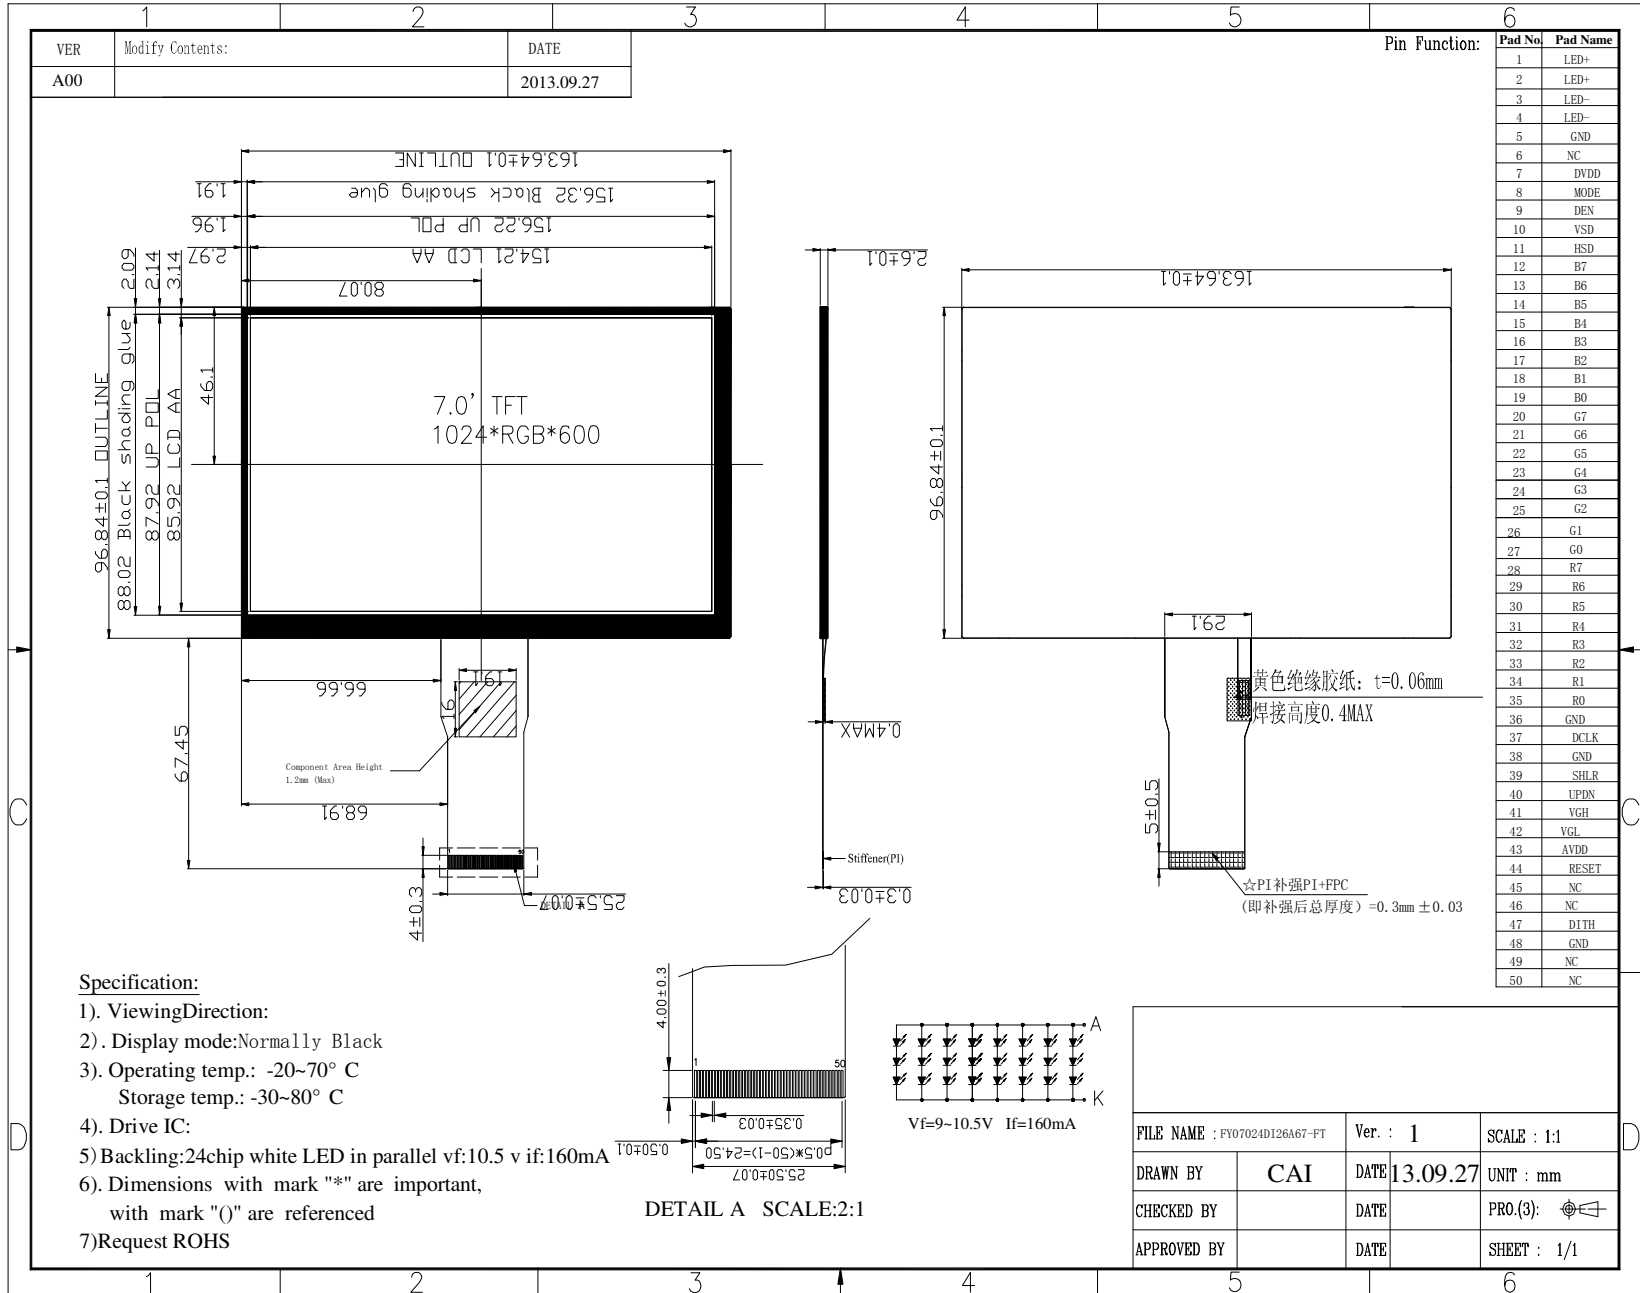 1 2 3 4 5 6
VER Modify Contents: DATE
A00 2013.09.27
Pin Function:
Pad No. Pad Name
1 LED+
2 LED+
3 LED-
4 LED-
5 GND
6 NC
7 DVDD
8 MODE
9 DEN
10 VSD
11 HSD
12 B7
13 B6
14 B5
15 B4
16 B3
17 B2
18 B1
19 B0
20 G7
21 G6
22 G5
23 G4
24 G3
25 G2
26 G1
27 G0
28 R7
29 R6
30 R5
31 R4
32 R3
33 R2
34 R1
35 R0
36 GND
37 DCLK
38 GND
39 SHLR
40 UPDN
41 VGH
42 VGL
43 AVDD
44 RESET
45 NC
46 NC
47 DITH
48 GND
49 NC
50 NC
163.64±0.1 OUTLINE
1.91
156.32 Black shading glue
1.96
156.22 UP POL
2.97
154.21 LCD AA
80.07
2.09
2.14
3.14
96.84±0.1 OUTLINE
88.02 Black shading glue
87.92 UP POL
85.92 LCD AA
46.1
7.0' TFT
1024*RGB*600
2.6±0.1
163.64±0.1
96.84±0.1
29.1
66.66
19.1
16
67.45
Component Area Height
1.2mm (Max)
68.91
1 50
4±0.3
25.5±0.07
0.4MAX
Stiffener(PI)
0.3±0.03
黄色绝缘胶纸：t=0.06mm
焊接高度0.4MAX
5±0.5
☆PI补强PI+FPC
(即补强后总厚度）=0.3mm±0.03
C C
D D
Specification:
1). ViewingDirection:
2). Display mode:Normally Black
3). Operating temp.: -20~70° C
Storage temp.: -30~80° C
4). Drive IC:
5)Backling:24chip white LED in parallel vf:10.5 v if:160mA
6). Dimensions with mark "*" are important,
with mark "()" are referenced
7)Request ROHS
4.00±0.3
1 50
0.35±0.03
0.50±0.1
p0.5*(50-1)=24.50
25.50±0.07
DETAIL A SCALE:2:1
A
K
Vf=9~10.5V If=160mA
FILE NAME : FY07024DI26A67-FT Ver. : 1 SCALE : 1:1
DRAWN BY CAI DATE 13.09.27 UNIT : mm
CHECKED BY DATE PRO.(3):
APPROVED BY DATE SHEET : 1/1
1 2 3 4 5 6